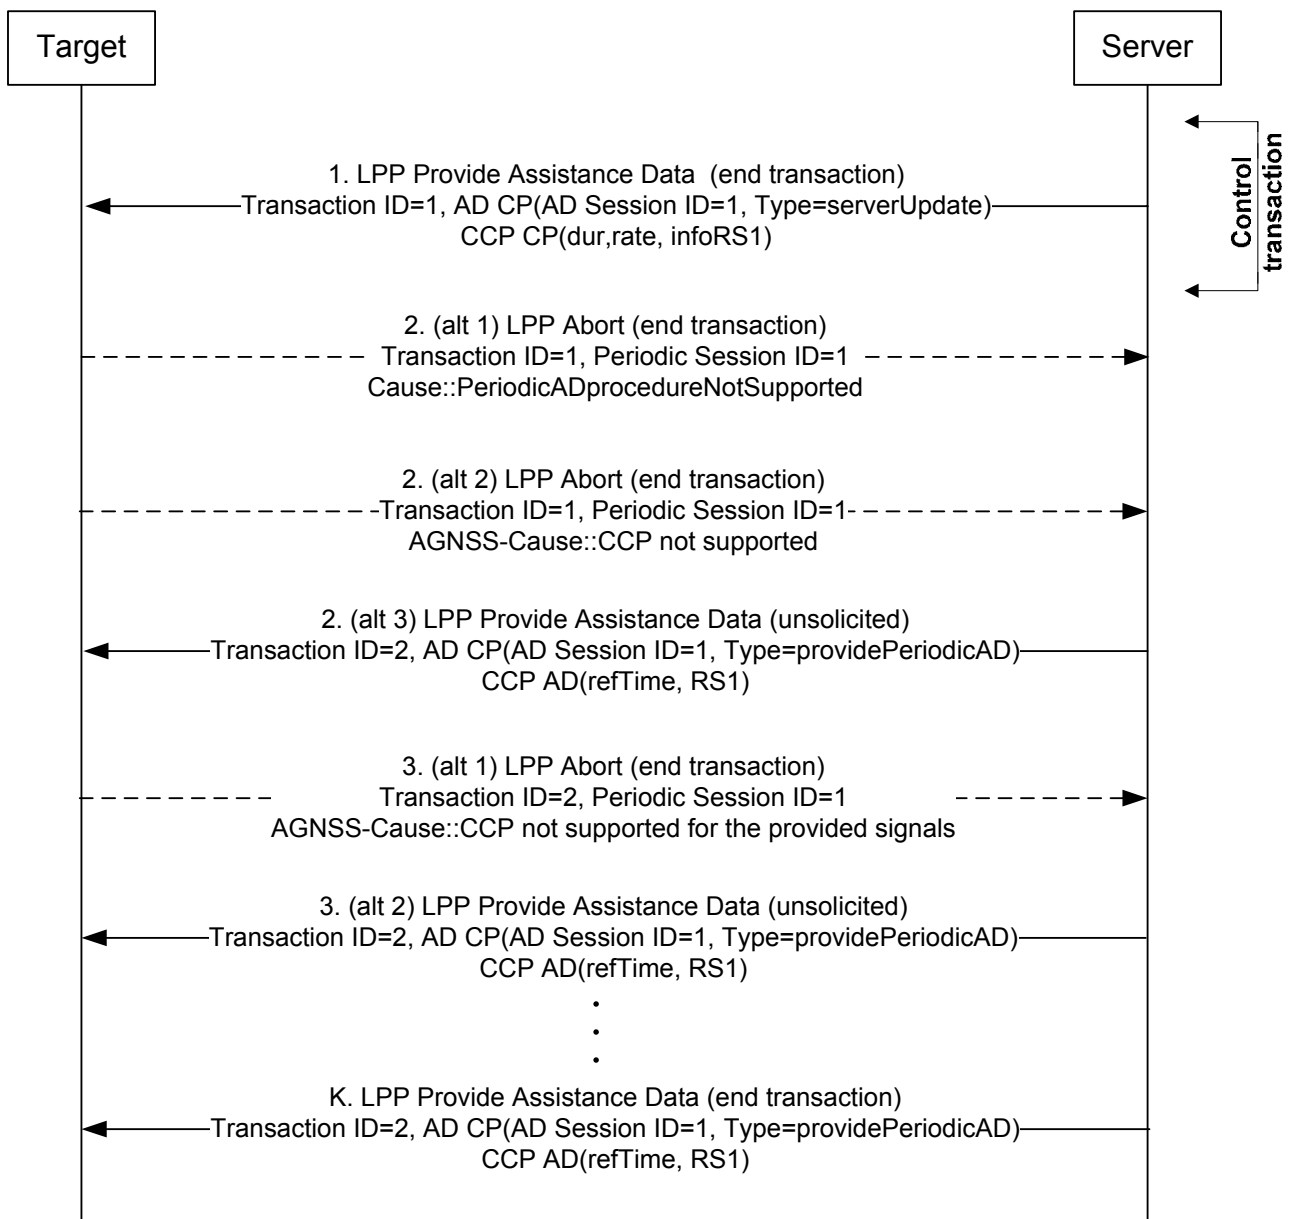 Target
Server
Control
transaction
1. LPP Provide Assistance Data  (end transaction)
Transaction ID=1, AD CP(AD Session ID=1, Type=serverUpdate)
CCP CP(dur,rate, infoRS1)
2. (alt 1) LPP Abort (end transaction)
Transaction ID=1, Periodic Session ID=1
Cause::PeriodicADprocedureNotSupported
2. (alt 2) LPP Abort (end transaction)
Transaction ID=1, Periodic Session ID=1
AGNSS-Cause::CCP not supported
2. (alt 3) LPP Provide Assistance Data (unsolicited)
Transaction ID=2, AD CP(AD Session ID=1, Type=providePeriodicAD)
CCP AD(refTime, RS1)
3. (alt 1) LPP Abort (end transaction)
Transaction ID=2, Periodic Session ID=1
AGNSS-Cause::CCP not supported for the provided signals
3. (alt 2) LPP Provide Assistance Data (unsolicited)
Transaction ID=2, AD CP(AD Session ID=1, Type=providePeriodicAD)
CCP AD(refTime, RS1)
.
.
.
K. LPP Provide Assistance Data (end transaction)
Transaction ID=2, AD CP(AD Session ID=1, Type=providePeriodicAD)
CCP AD(refTime, RS1)